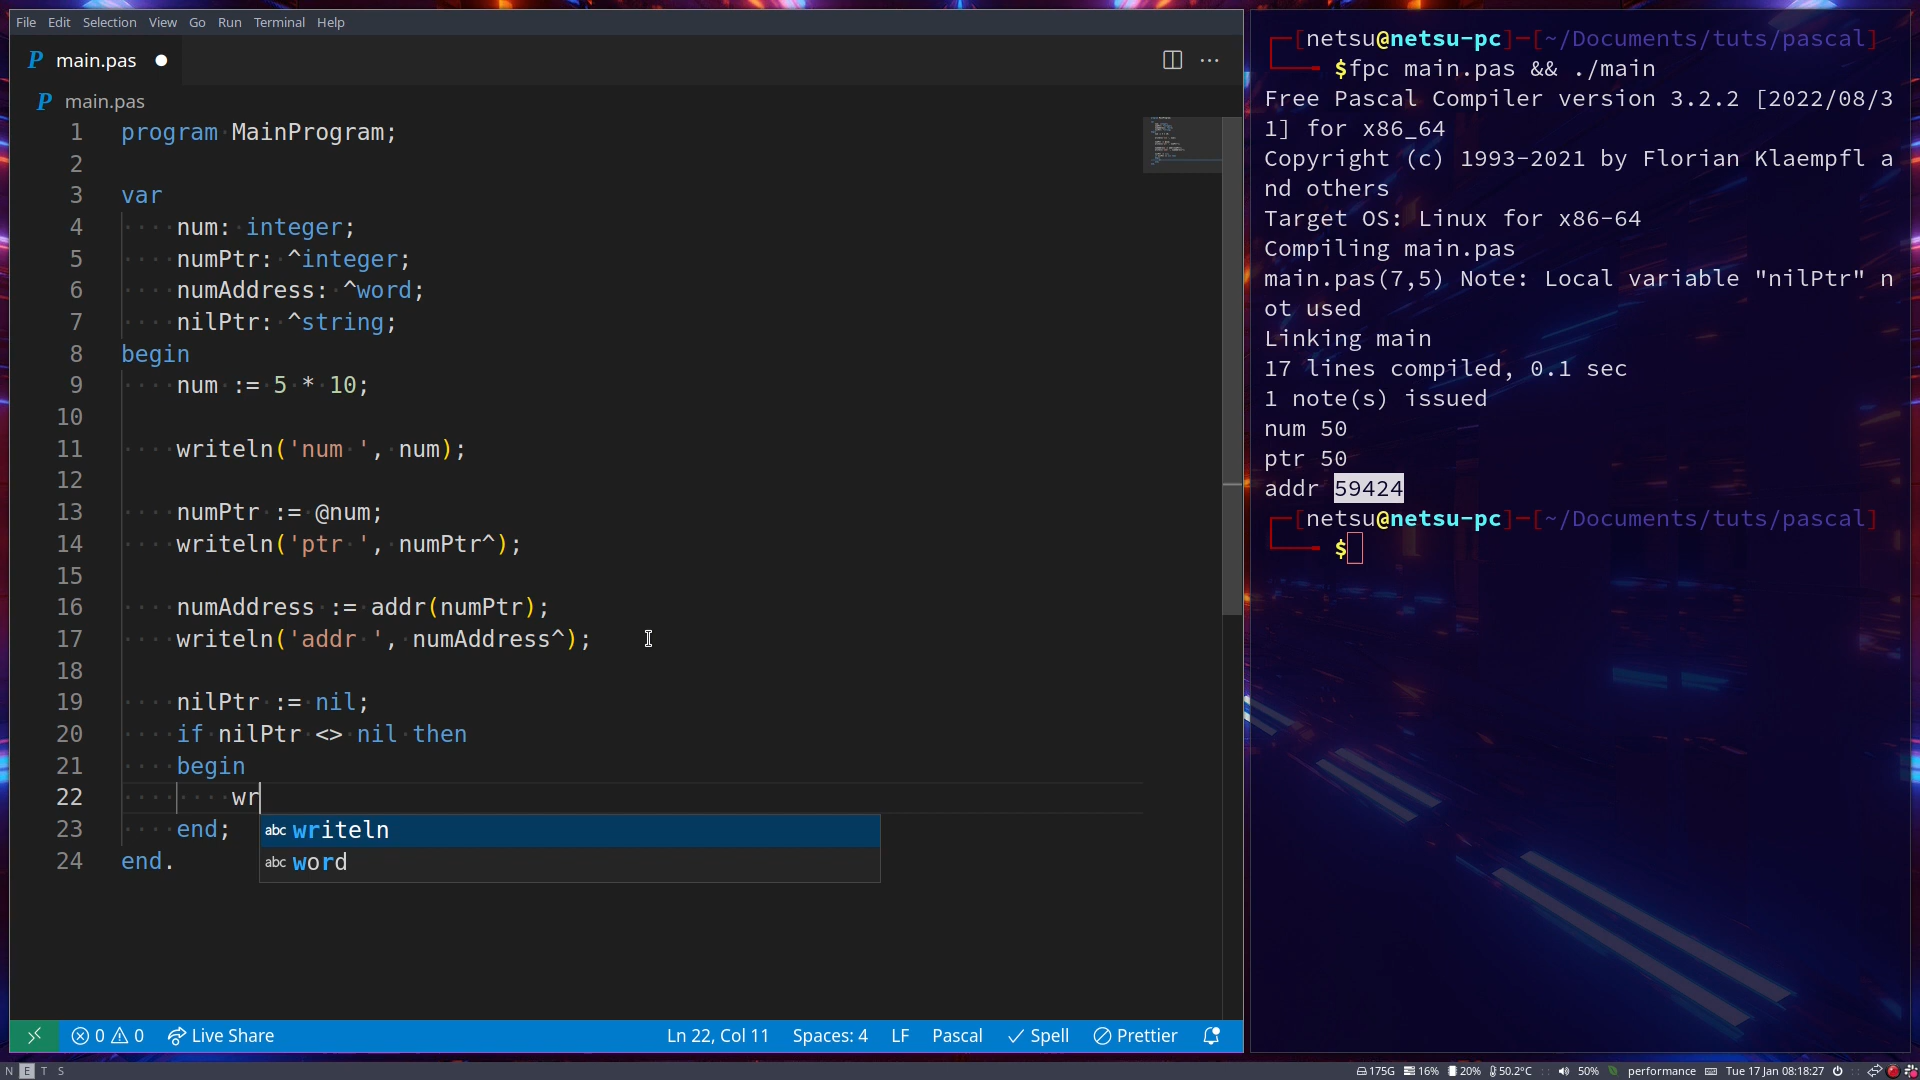 File Edit Selection View Go Run Terminal Help
P main.pas
P main.pas
1 program MainProgram;
2
3 var
4 num: integer;
5 numPtr: ^integer;
6 numAddress: ^word;
7 nilPtr: ^string;
8 begin
9 num := 5 * 10;
10
11 writeln('num ', num);
12
13 numPtr := @num;
14 writeln('ptr ', numPtr^);
15
16 numAddress := addr(numPtr);
17 writeln('addr ', numAddress^);
18
19 nilPtr := nil;
20 if nilPtr <> nil then
21 begin
22 wr
23 end;
abc writeln
abc word
24 end.
0 0 Live Share Ln 22, Col 11 Spaces: 4 LF Pascal Spell Prettier
[netsu@netsu-pc]-[~/Documents/tuts/pascal]
$fpc main.pas && ./main
Free Pascal Compiler version 3.2.2 [2022/08/3
1] for x86_64
Copyright (c) 1993-2021 by Florian Klaempfl a
nd others
Target OS: Linux for x86-64
Compiling main.pas
main.pas(7,5) Note: Local variable "nilPtr" n
ot used
Linking main
17 lines compiled, 0.1 sec
1 note(s) issued
num 50
ptr 50
addr 59424
[netsu@netsu-pc]-[~/Documents/tuts/pascal]
$
N E T S 175G 16% 20% 50.2°C 50% performance Tue 17 Jan 08:18:27